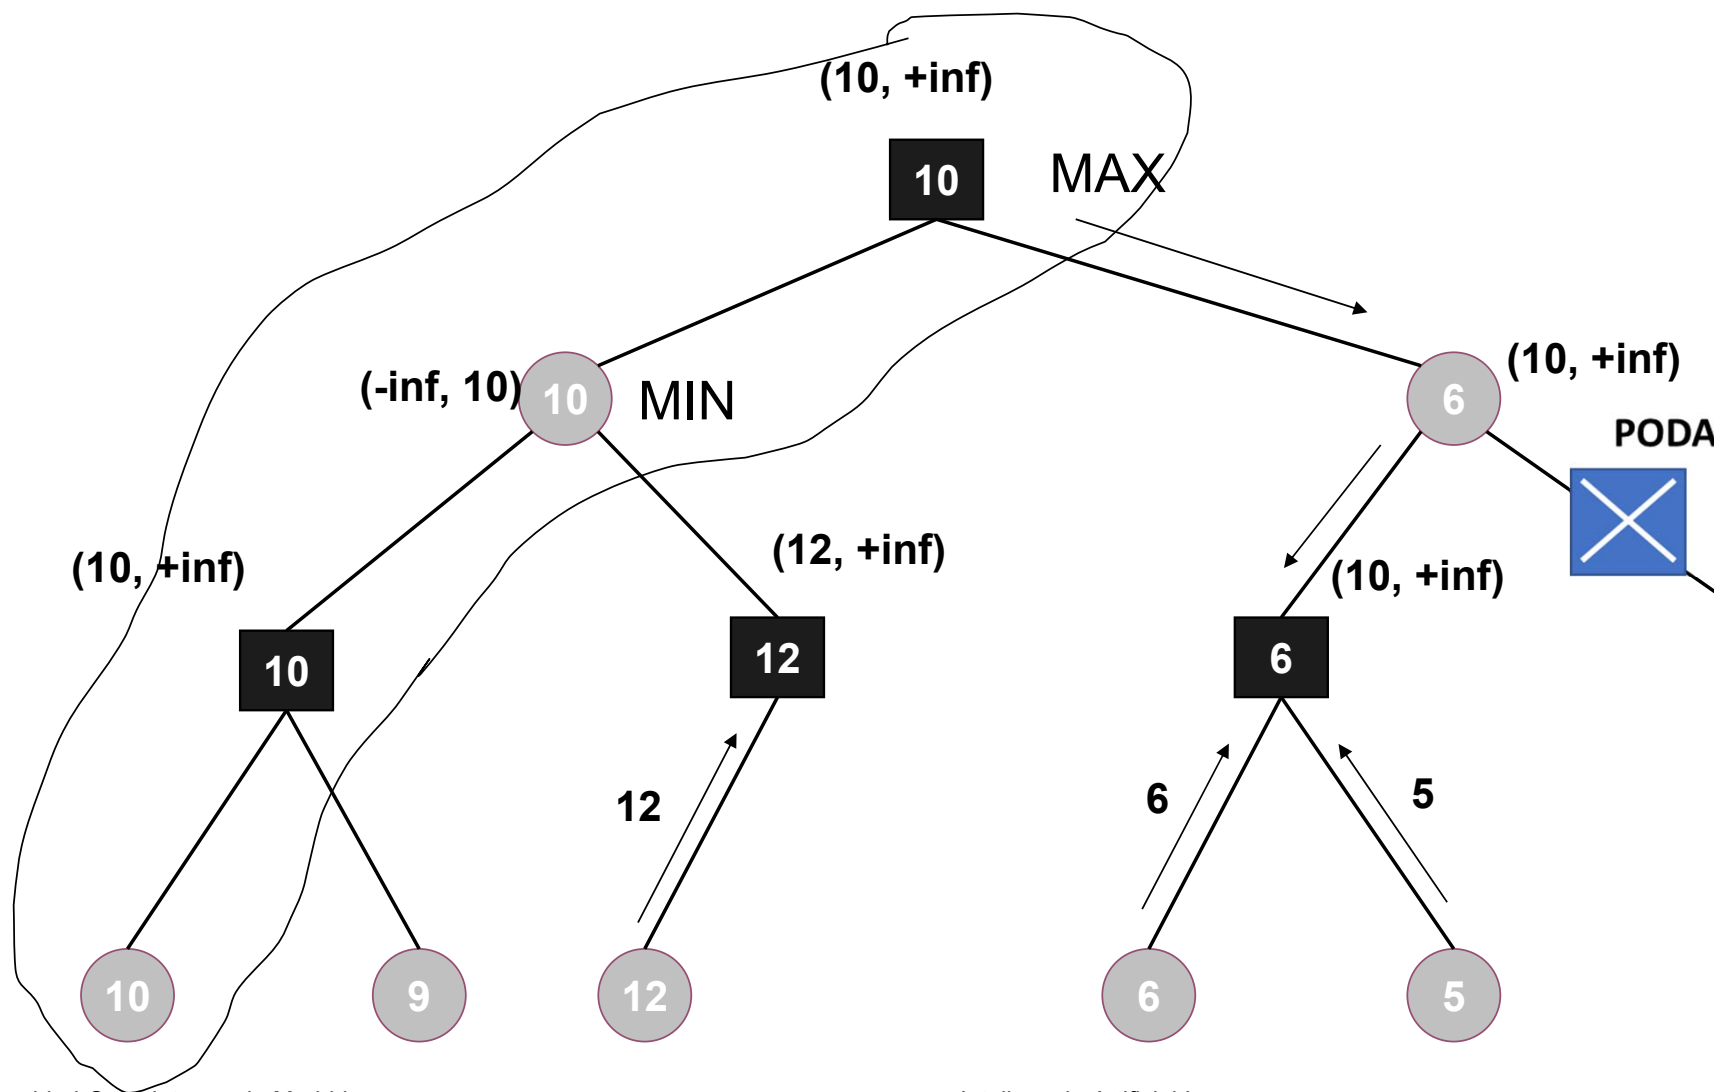 (10, +inf)
10 MAX
(-inf, 10) 10 MIN
6 (10, +inf)
PODA
(10, +inf)
(12, +inf)
(10, +inf)
10
12
6
12
6
5
10
9
12
6
5